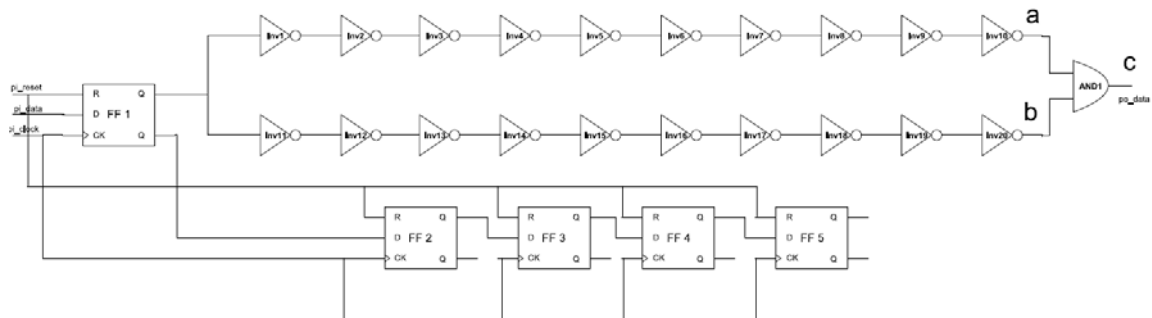 a
Inv1 Inv2 Inv3 Inv4 Inv5 Inv6 Inv7 Inv8 Inv9 Inv10
c
pi_reset R Q AND1
pi_data D FF 1 po_data
pi_clock CK Q b
Inv11 Inv12 Inv13 Inv14 Inv15 Inv16 Inv17 Inv18 Inv19 Inv20
R Q R Q R Q R Q
D FF 2 D FF 3 D FF 4 D FF 5
CK Q CK Q CK Q CK Q